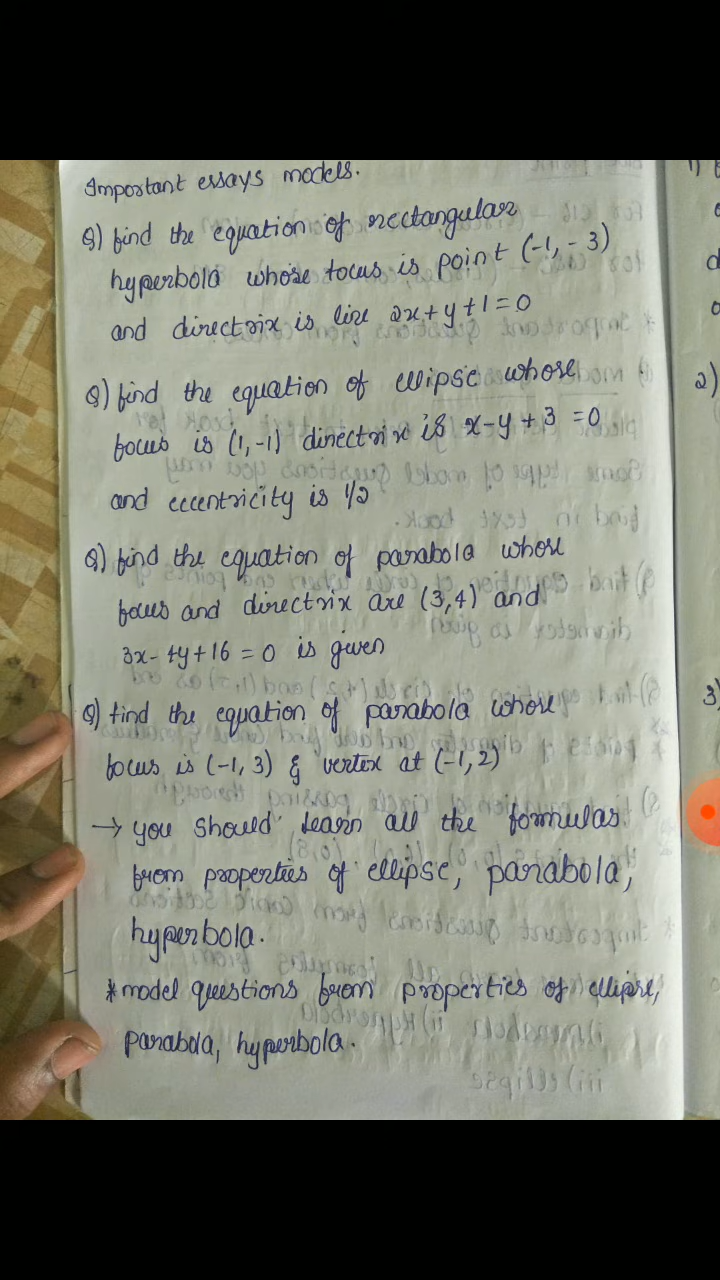 Important essays models.
Q) find the equation of rectangular
hyperbola whose focus is point (-1, -3)
and directrix is line 2x+y+1=0
Q) find the equation of ellipse whose
focus is (1,-1) directrix is x-y+3=0
and eccentricity is 1/2
Q) find the equation of parabola whose
focus and directrix are (3,4) and
3x-4y+16=0 is given
Q) find the equation of parabola whose
focus is (-1,3) & vertex at (-1,2)
→ you should learn all the formulas
from properties of ellipse, parabola,
hyperbola.
*model questions from properties of ellipse,
parabola, hyperbola.
2)
3)